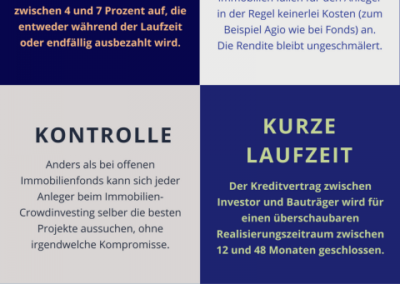 zwischen 4 und 7 Prozent auf, die
entweder während der Laufzeit
oder endfällig ausbezahlt wird.
in der Regel keinerlei Kosten (zum
Beispiel Agio wie bei Fonds) an.
Die Rendite bleibt ungeschmälert.
KONTROLLE
Anders als bei offenen
Immobilienfonds kann sich jeder
Anleger beim Immobilien-
Crowdinvesting selber die besten
Projekte aussuchen, ohne
irgendwelche Kompromisse.
KURZE
LAUFZEIT
Der Kreditvertrag zwischen
Investor und Bauträger wird für
einen überschaubaren
Realisierungszeitraum zwischen
12 und 48 Monaten geschlossen.